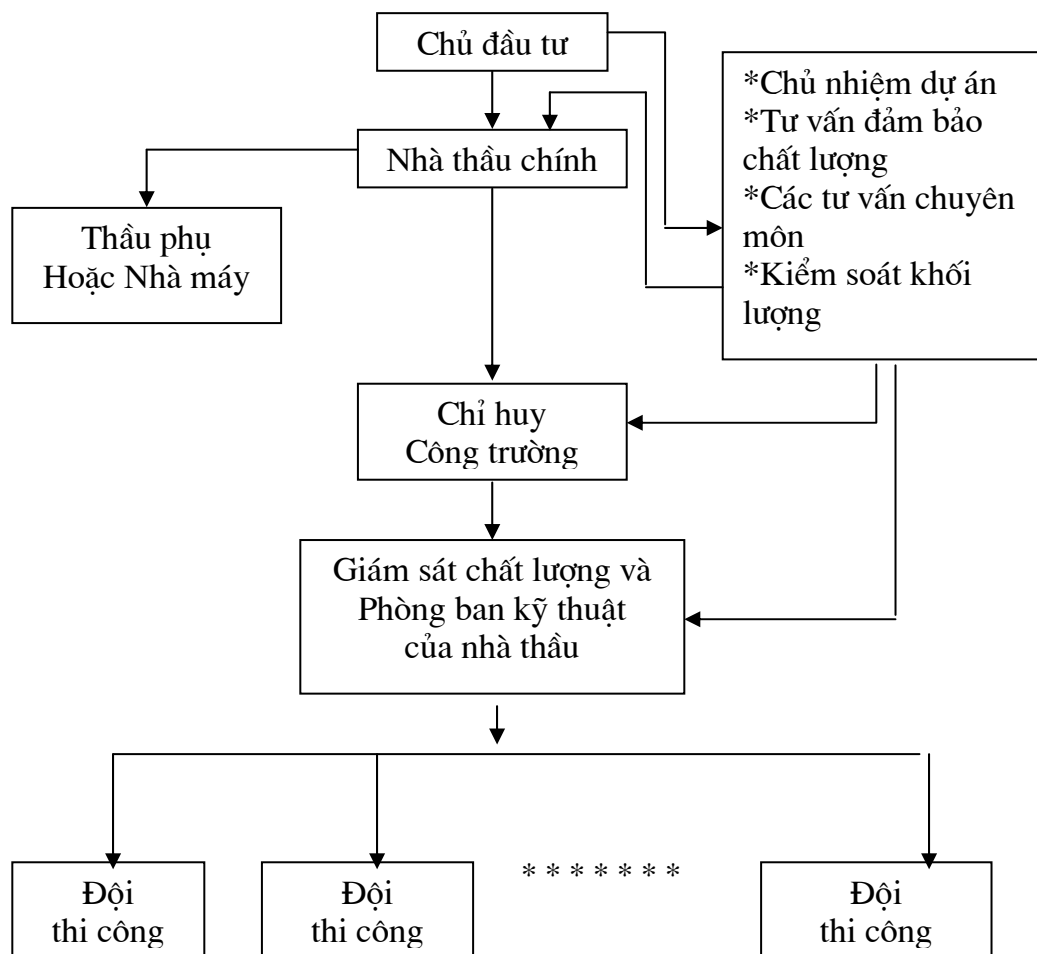 Chủ đầu tư
*Chủ nhiệm dự án
*Tư vấn đảm bảo
chất lượng
*Các tư vấn chuyên
môn
*Kiểm soát khối
lượng
Nhà thầu chính
Thầu phụ
Hoặc Nhà máy
Chỉ huy
Công trường
Giám sát chất lượng và
Phòng ban kỹ thuật
của nhà thầu
Đội
thi công
Đội
thi công
* * * * * * *
Đội
thi công